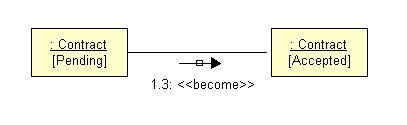 : Contract
[Pending]
1.3: <<become>>
: Contract
[Accepted]